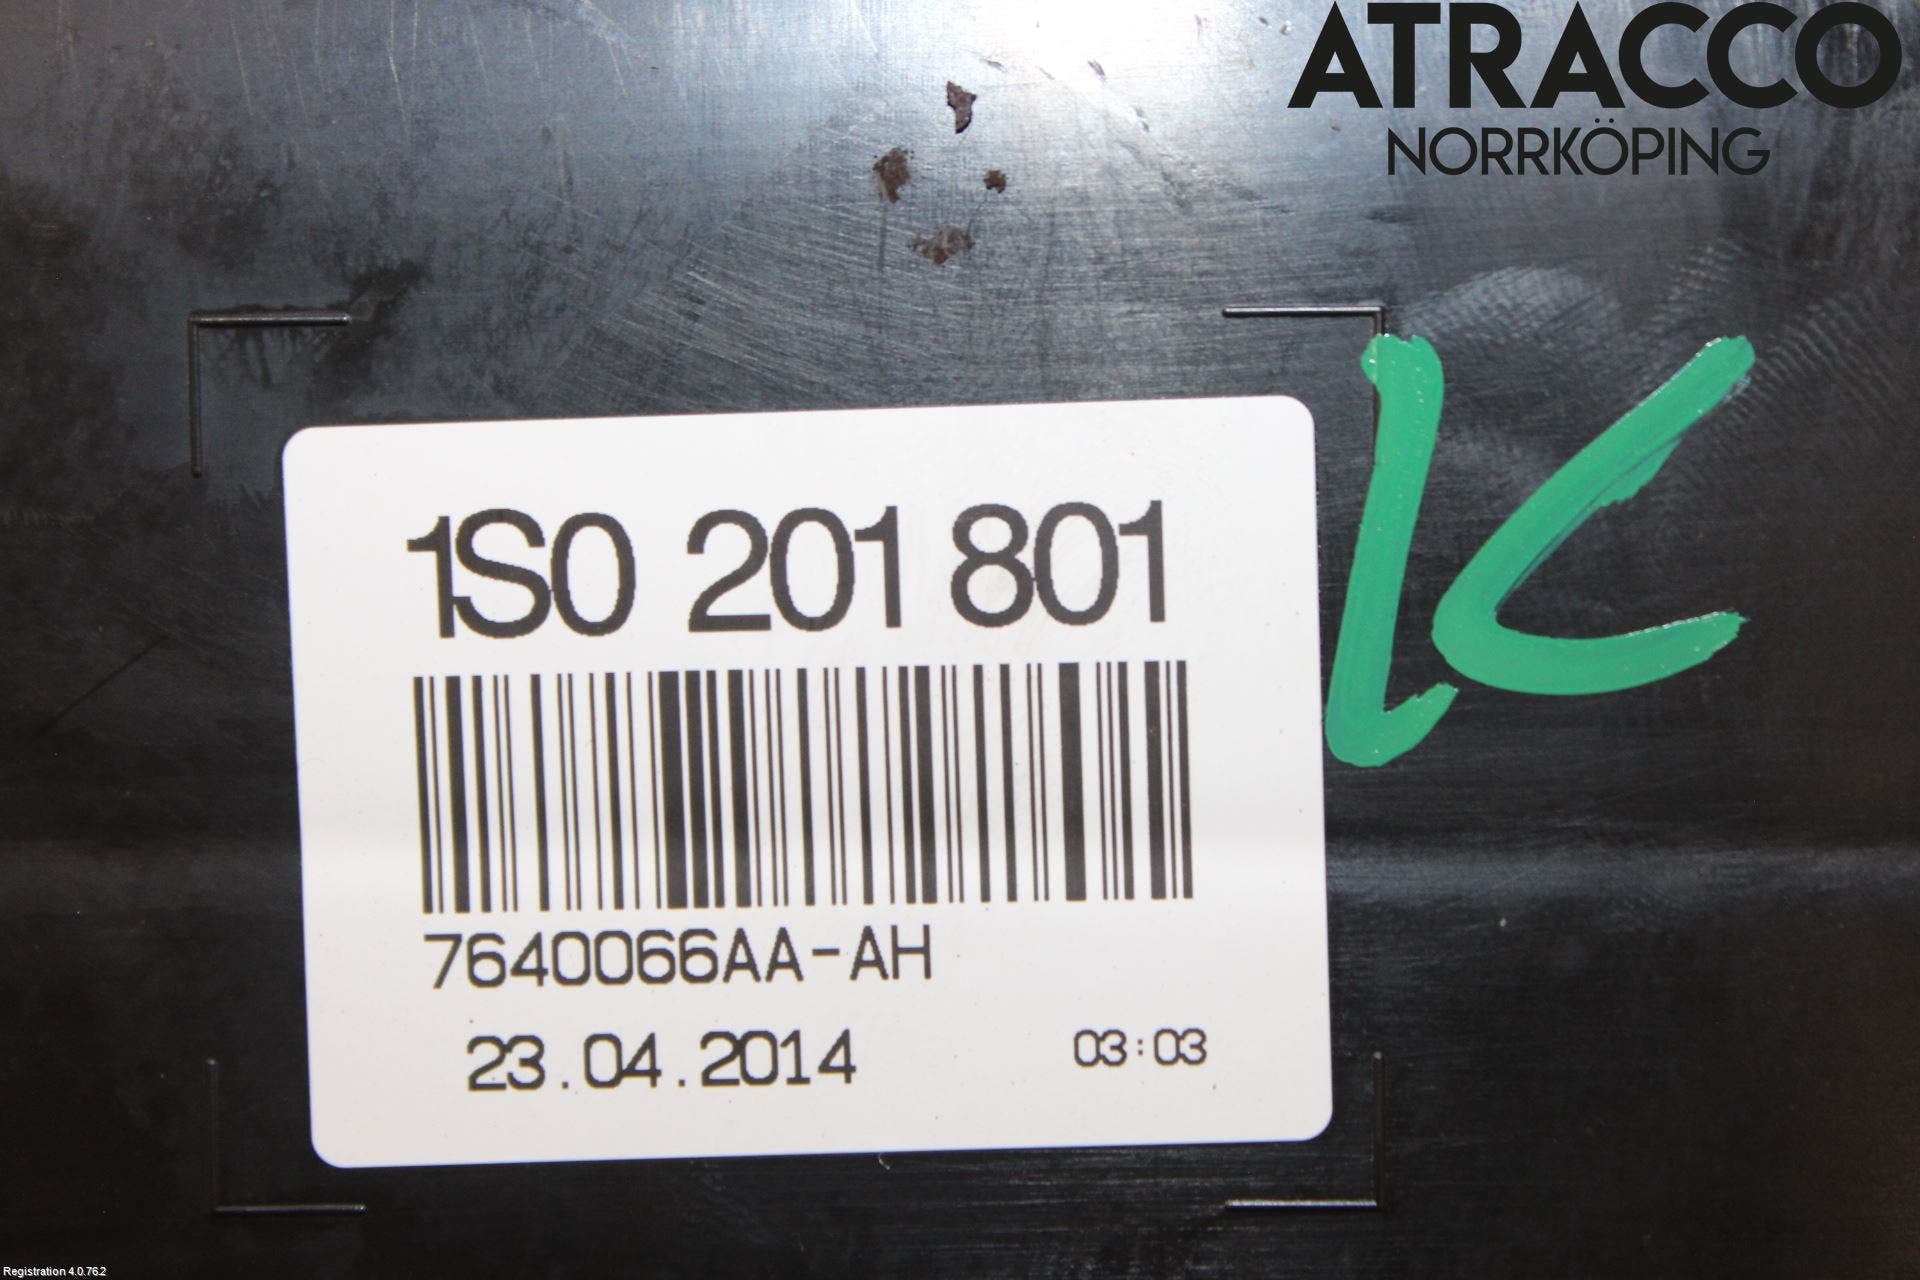 ATRACCO
NORRKÖPING
1S0 201 801
7640066AA-AH
23.04.2014 03:03
Registration 4.0.76.2